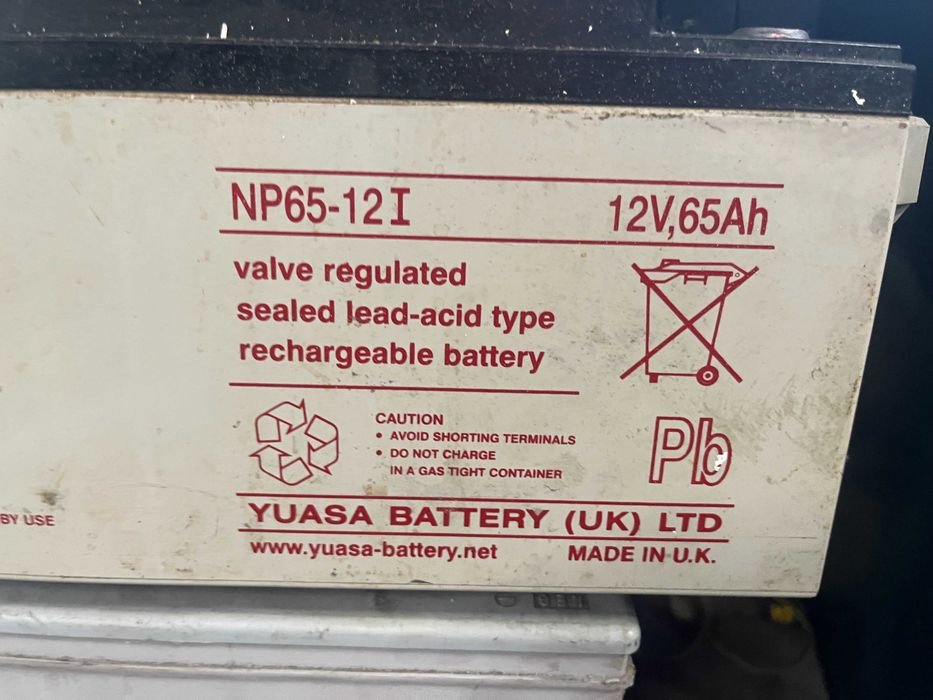 NP65-12I 12V,65Ah
valve regulated
sealed lead-acid type
rechargeable battery
CAUTION
• AVOID SHORTING TERMINALS
• DO NOT CHARGE
IN A GAS TIGHT CONTAINER
Pb
BY USE
YUASA BATTERY (UK) LTD
www.yuasa-battery.net MADE IN U.K.